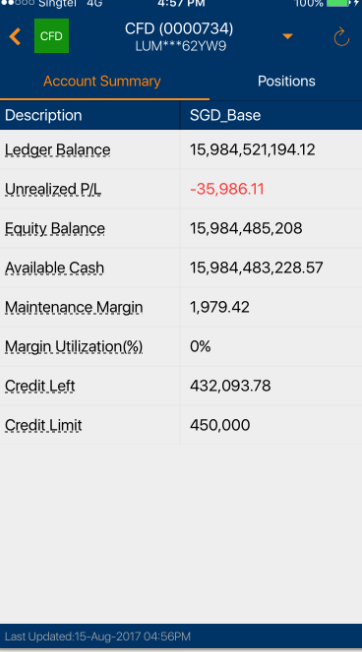 Singtel 4G 4:57 PM 100%
CFD CFD (0000734)
LUM***62YW9
Account Summary Positions
Description SGD_Base
Ledger Balance 15,984,521,194.12
Unrealized P/L -35,986.11
Equity Balance 15,984,485,208
Available Cash 15,984,483,228.57
Maintenance Margin 1,979.42
Margin Utilization(%) 0%
Credit Left 432,093.78
Credit Limit 450,000
Last Updated:15-Aug-2017 04:56PM